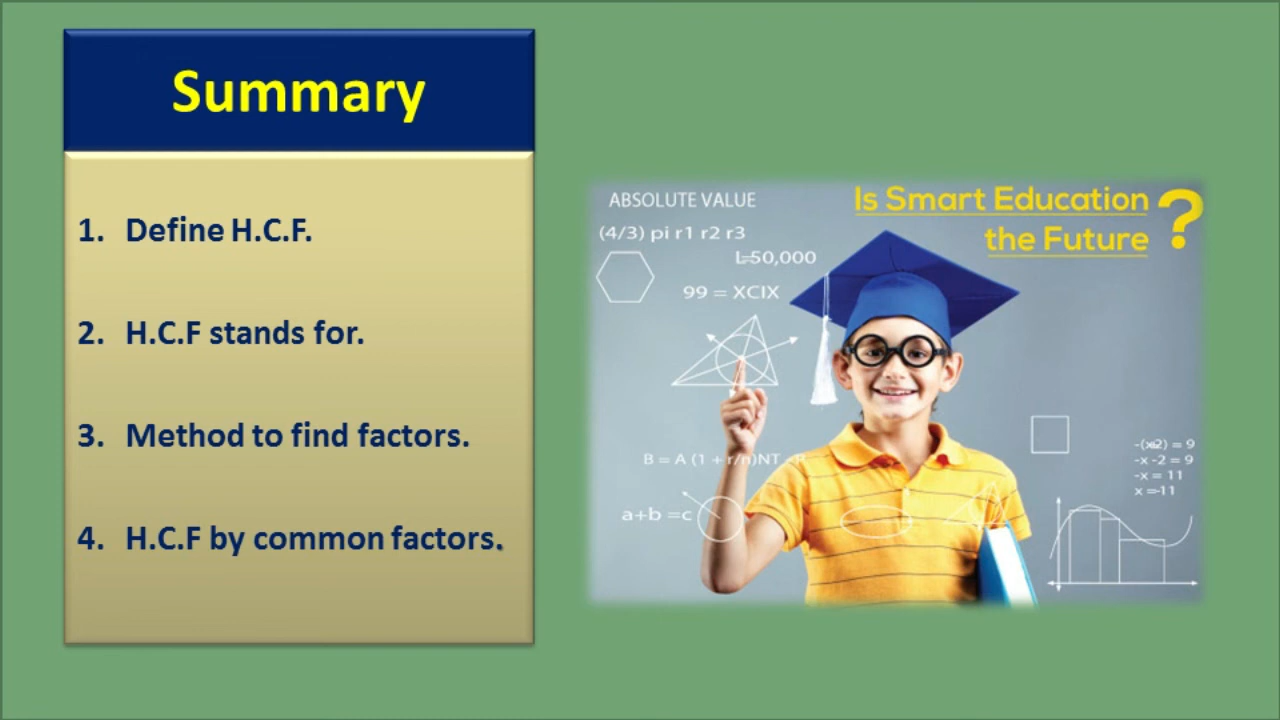 Summary
1. Define H.C.F.
2. H.C.F stands for.
3. Method to find factors.
4. H.C.F by common factors.
ABSOLUTE VALUE
(4/3) pi r1 r2 r3
L=50,000
99 = XCIX
Is Smart Education
the Future ?
B = A (1 + r/n)NT - P
a+b =c
-(x+2) = 9
-x -2 = 9
-x = 11
x =-11